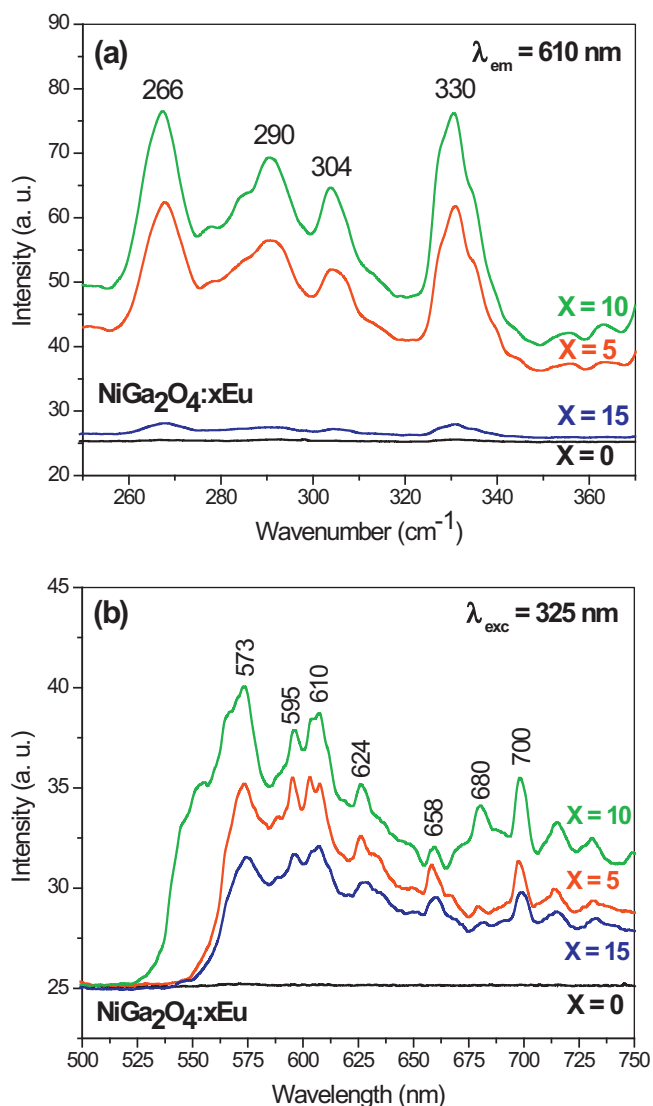 (a)
λem = 610 nm
90
80
70
60
50
40
30
20
Intensity (a. u.)
266
290
304
330
X = 10
X = 5
X = 15
X = 0
NiGa2O4:xEu
260 280 300 320 340 360
Wavenumber (cm-1)
(b)
λexc = 325 nm
45
40
35
30
25
Intensity (a. u.)
573
595
610
624
658
680
700
X = 10
X = 5
X = 15
X = 0
NiGa2O4:xEu
500 525 550 575 600 625 650 675 700 725 750
Wavelength (nm)